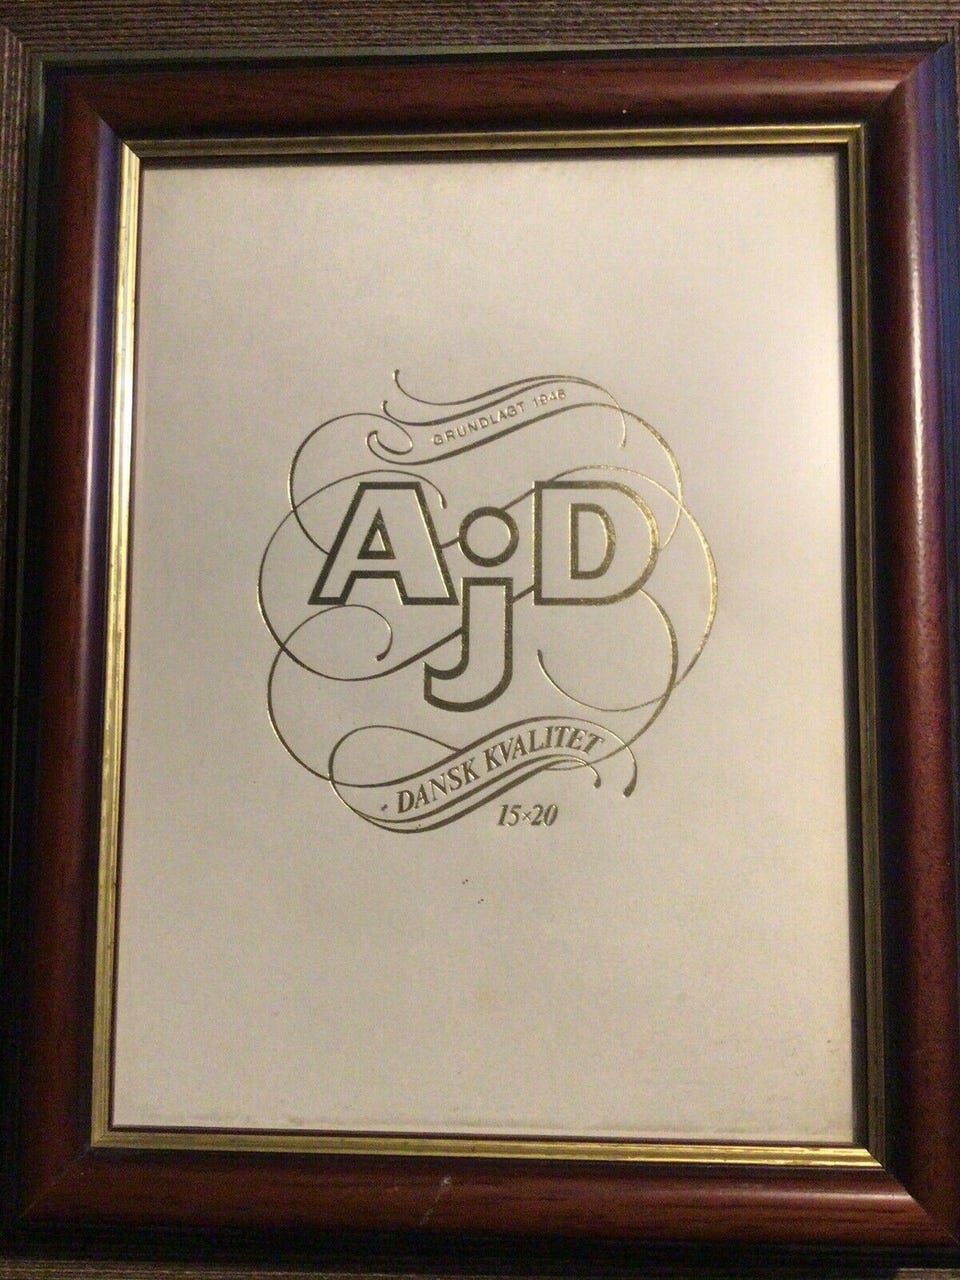 GRUNDLAGT 1946
AjD
DANSK KVALITET
15×20